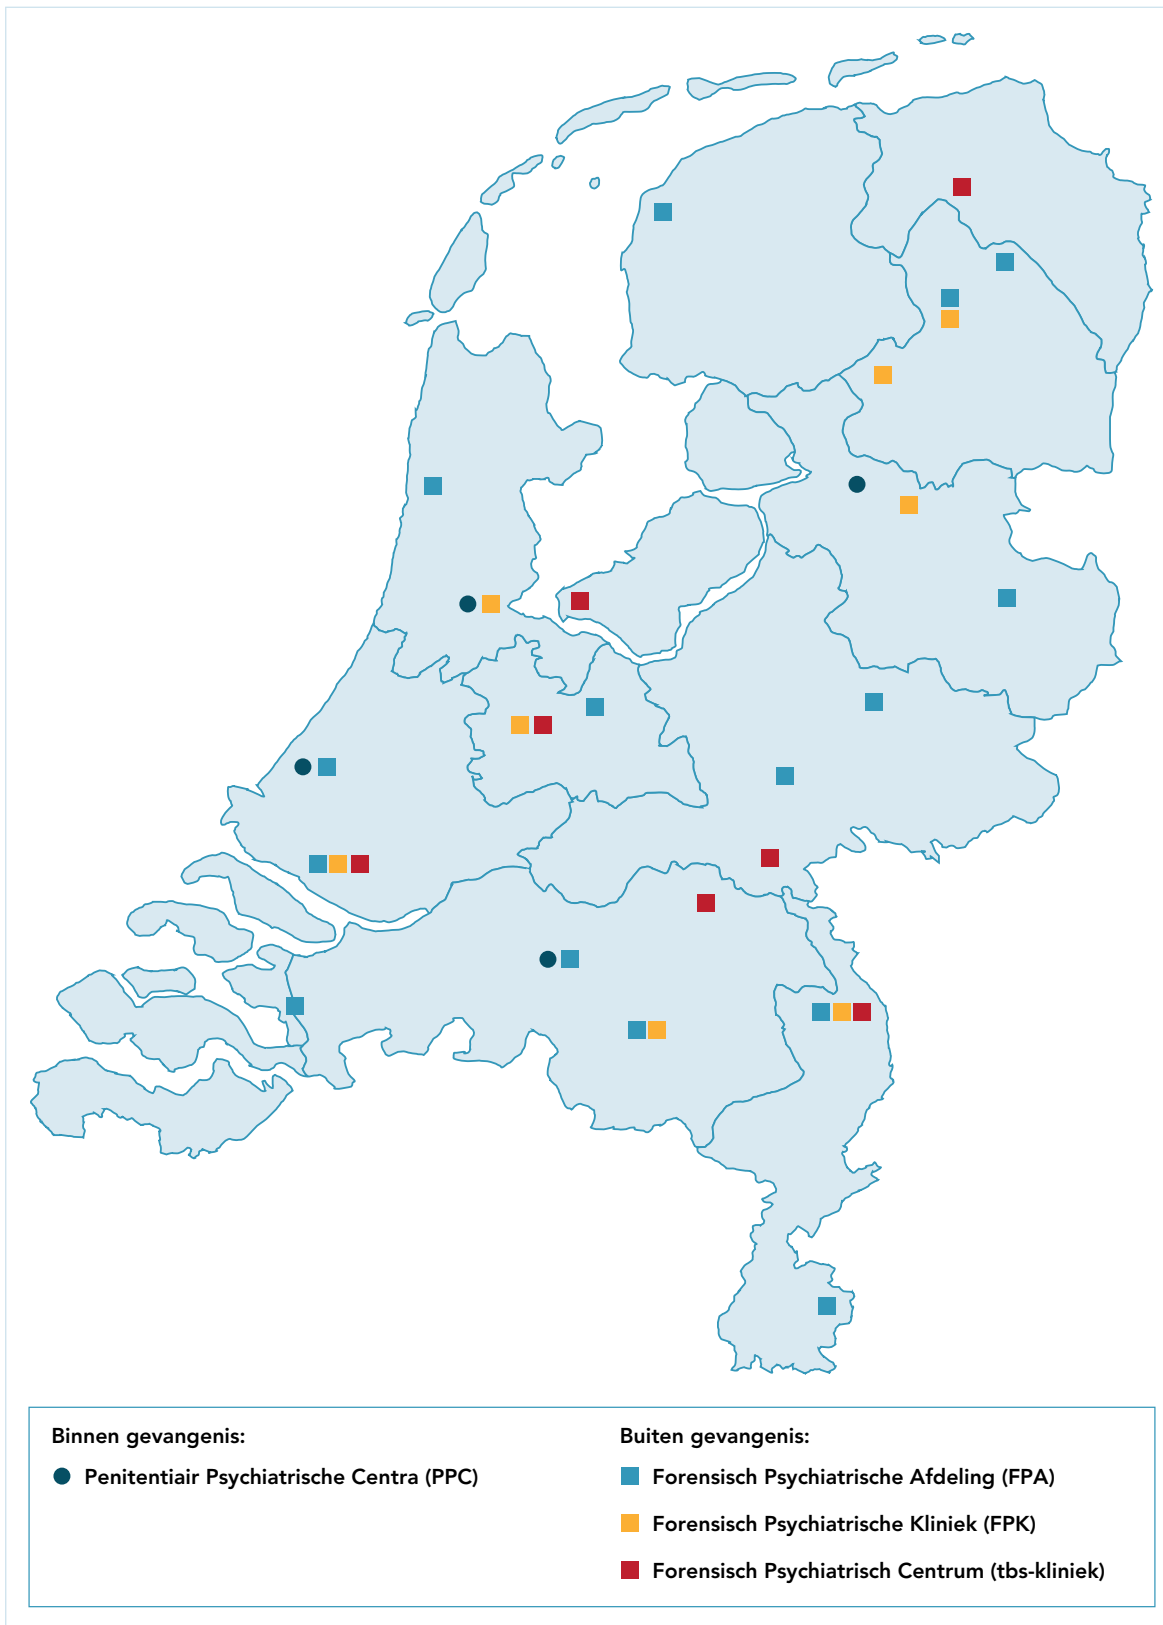 Binnen gevangenis:
Penitentiair Psychiatrische Centra (PPC)
Buiten gevangenis:
Forensisch Psychiatrische Afdeling (FPA)
Forensisch Psychiatrische Kliniek (FPK)
Forensisch Psychiatrisch Centrum (tbs-kliniek)